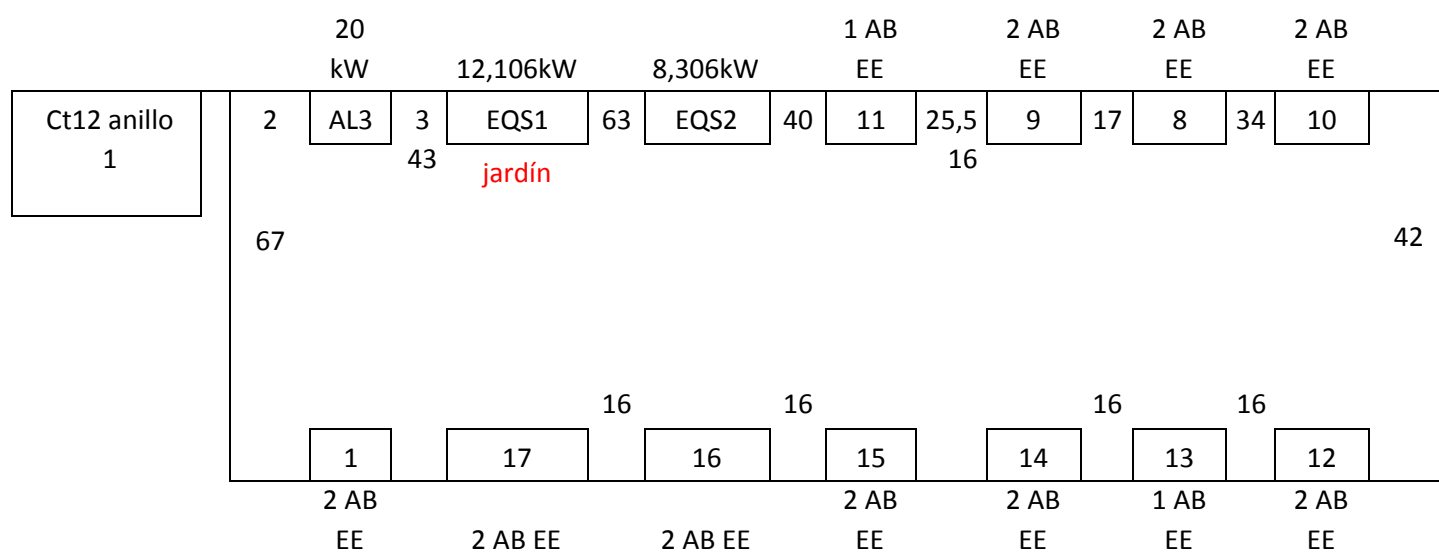 20 1 AB 2 AB 2 AB 2 AB
kW 12,106kW 8,306kW EE EE EE EE
Ct12 anillo 2 AL3 3 EQS1 63 EQS2 40 11 25,5 9 17 8 34 10
1 43 jardín 16
67 42
16 16 16 16
1 17 16 15 14 13 12
2 AB 2 AB 2 AB 1 AB 2 AB
EE 2 AB EE 2 AB EE EE EE EE EE